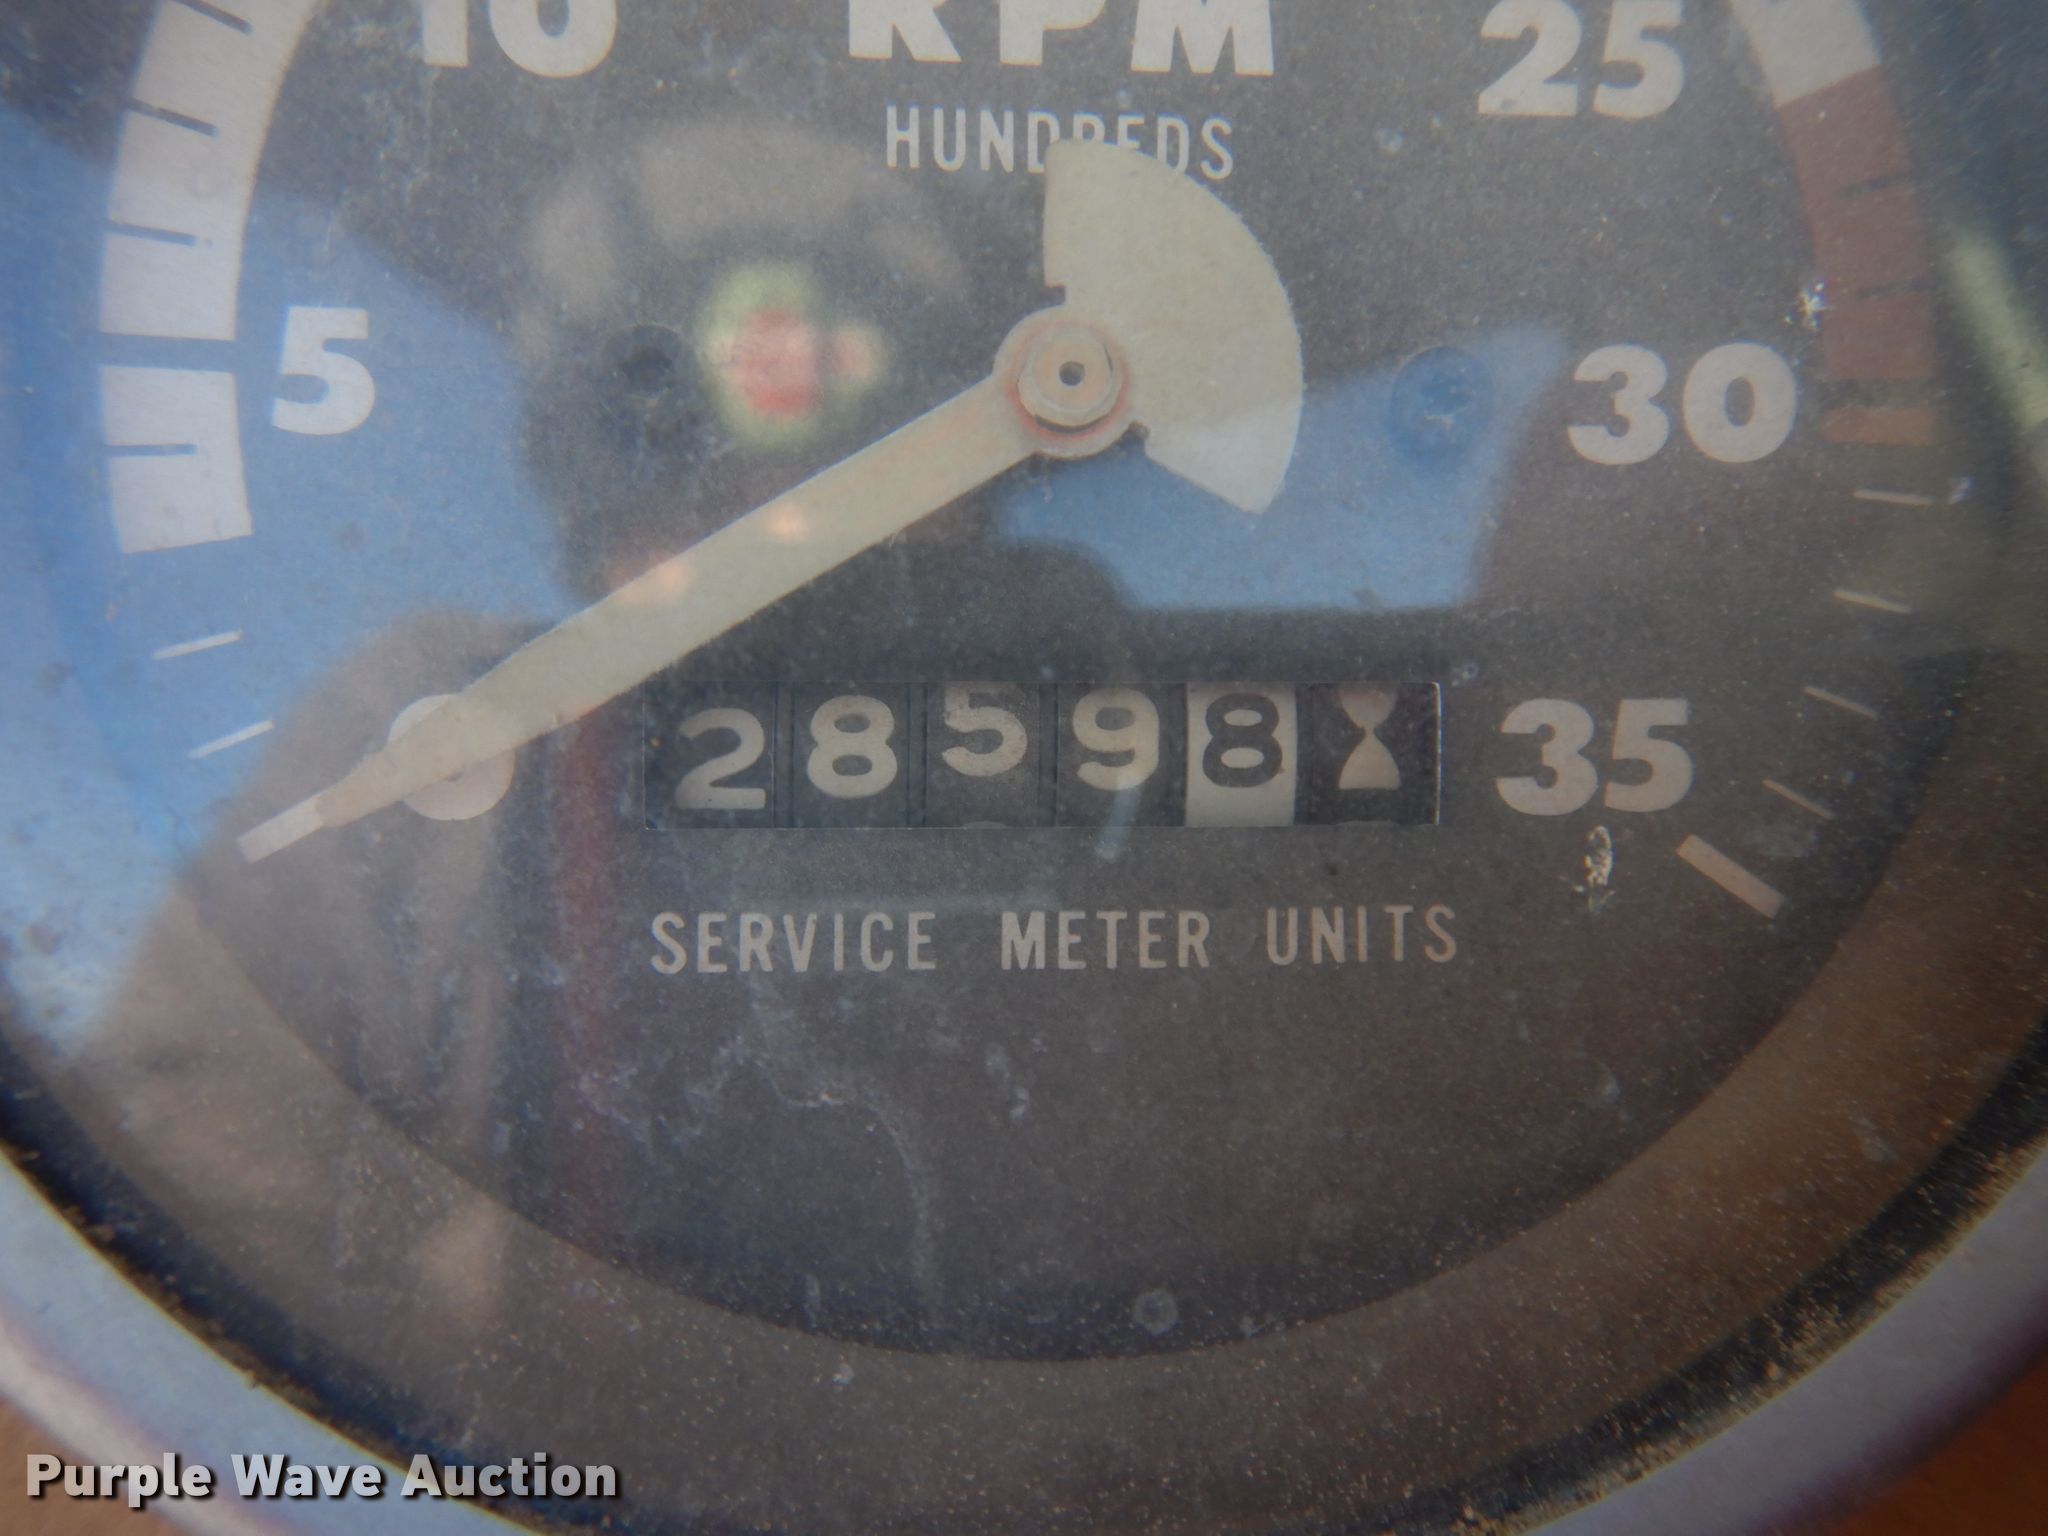 10 RPM 25
HUNDREDS
5 30
0 28598 35
SERVICE METER UNITS
Purple Wave Auction